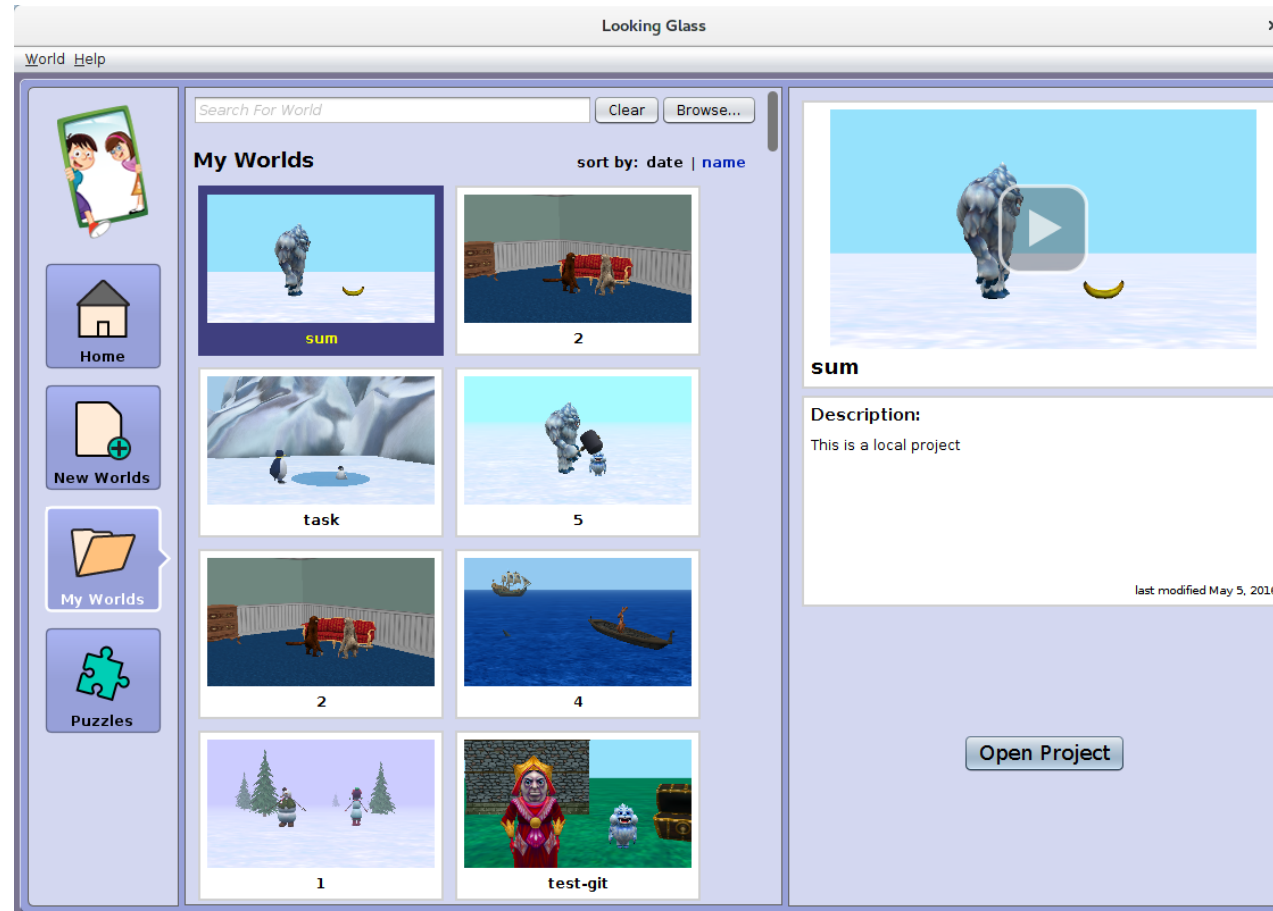 Looking Glass
World Help
Search For World
Clear
Browse...
My Worlds
sort by: date | name
sum
2
task
5
2
4
1
test-git
Home
New Worlds
My Worlds
Puzzles
sum
Description:
This is a local project
last modified May 5, 2016
Open Project